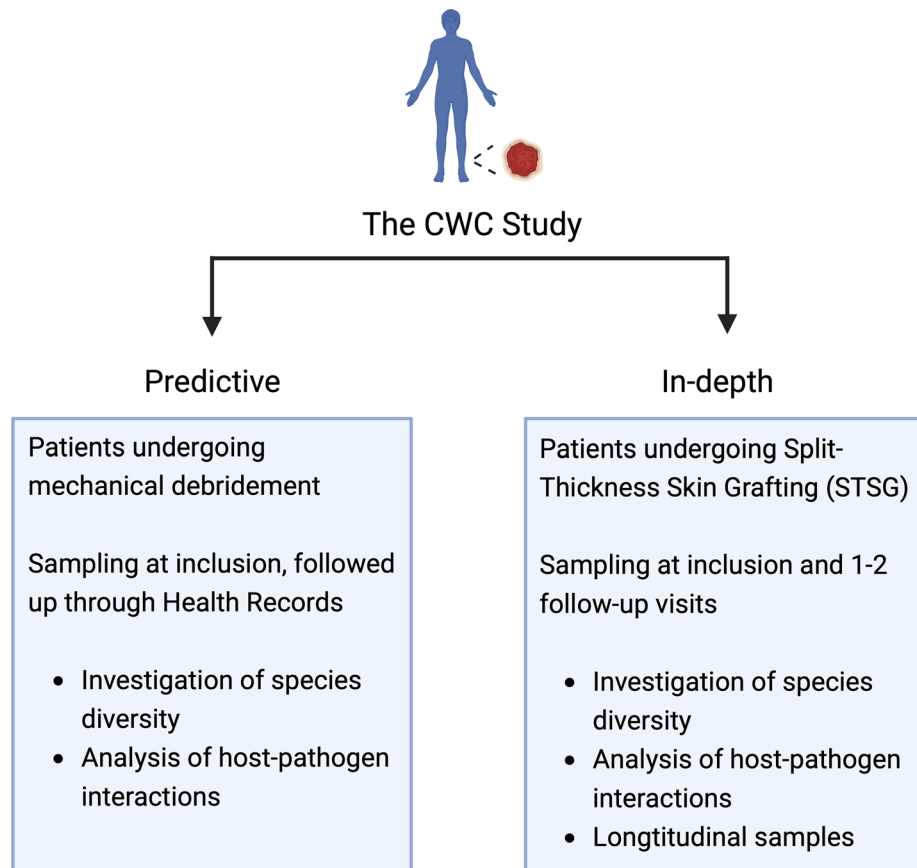 The CWC Study
Predictive
Patients undergoing
mechanical debridement
Sampling at inclusion, followed
up through Health Records
• Investigation of species
diversity
• Analysis of host-pathogen
interactions
In-depth
Patients undergoing Split-
Thickness Skin Grafting (STSG)
Sampling at inclusion and 1-2
follow-up visits
• Investigation of species
diversity
• Analysis of host-pathogen
interactions
• Longtitudinal samples